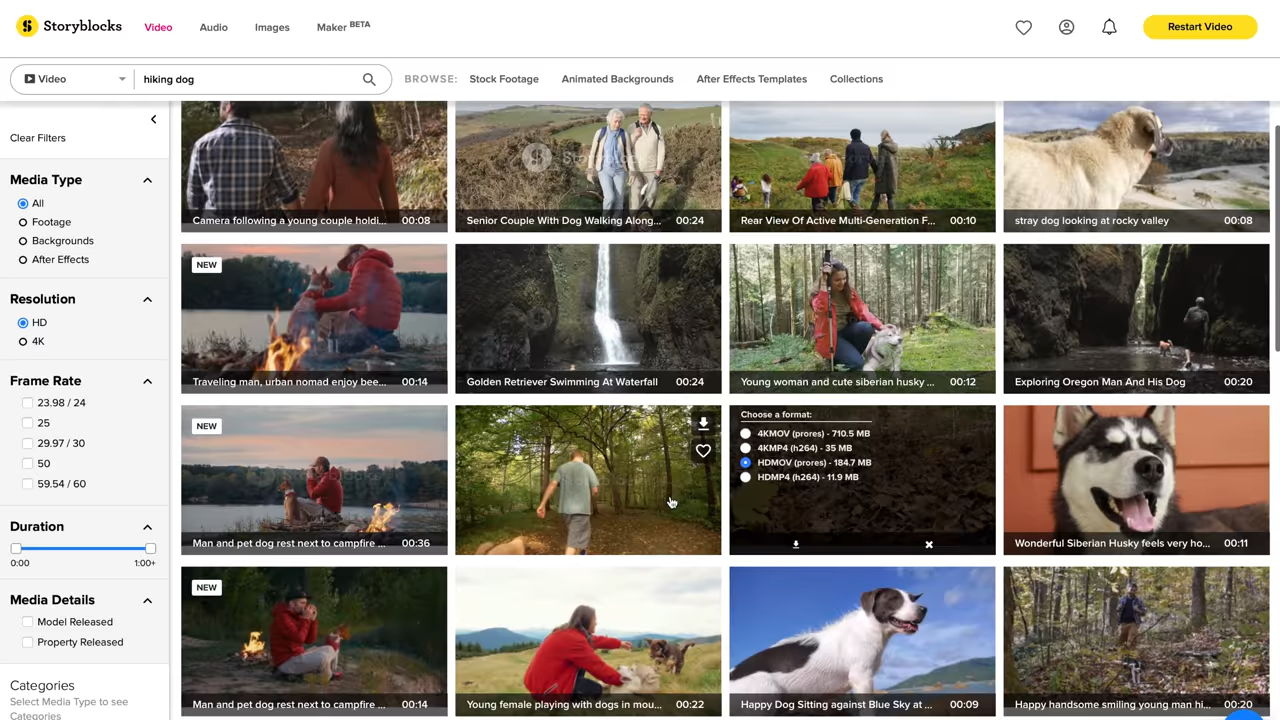 Storyblocks
Video
Audio
Images
Maker BETA
Restart Video
Video
hiking dog
BROWSE:
Stock Footage
Animated Backgrounds
After Effects Templates
Collections
Clear Filters
Media Type
All
Footage
Backgrounds
After Effects
Resolution
HD
4K
Frame Rate
23.98 / 24
25
29.97 / 30
50
59.54 / 60
Duration
0:00 1:00+
Media Details
Model Released
Property Released
Categories
Select Media Type to see
Categories
Camera following a young couple holdi... 00:08
Senior Couple With Dog Walking Along... 00:24
Rear View Of Active Multi-Generation F... 00:10
stray dog looking at rocky valley 00:08
NEW
Traveling man, urban nomad enjoy bee... 00:14
Golden Retriever Swimming At Waterfall 00:24
Young woman and cute siberian husky ... 00:12
Exploring Oregon Man And His Dog 00:20
NEW
Man and pet dog rest next to campfire ... 00:36
Choose a format:
4KMOV (prores) - 710.5 MB
4KMP4 (h264) - 35 MB
HDMOV (prores) - 184.7 MB
HDMP4 (h264) - 11.9 MB
Wonderful Siberian Husky feels very ho... 00:11
NEW
Man and pet dog rest next to campfire ... 00:14
Young female playing with dogs in mou... 00:22
Happy Dog Sitting against Blue Sky at ... 00:09
Happy handsome smiling young man hi... 00:20